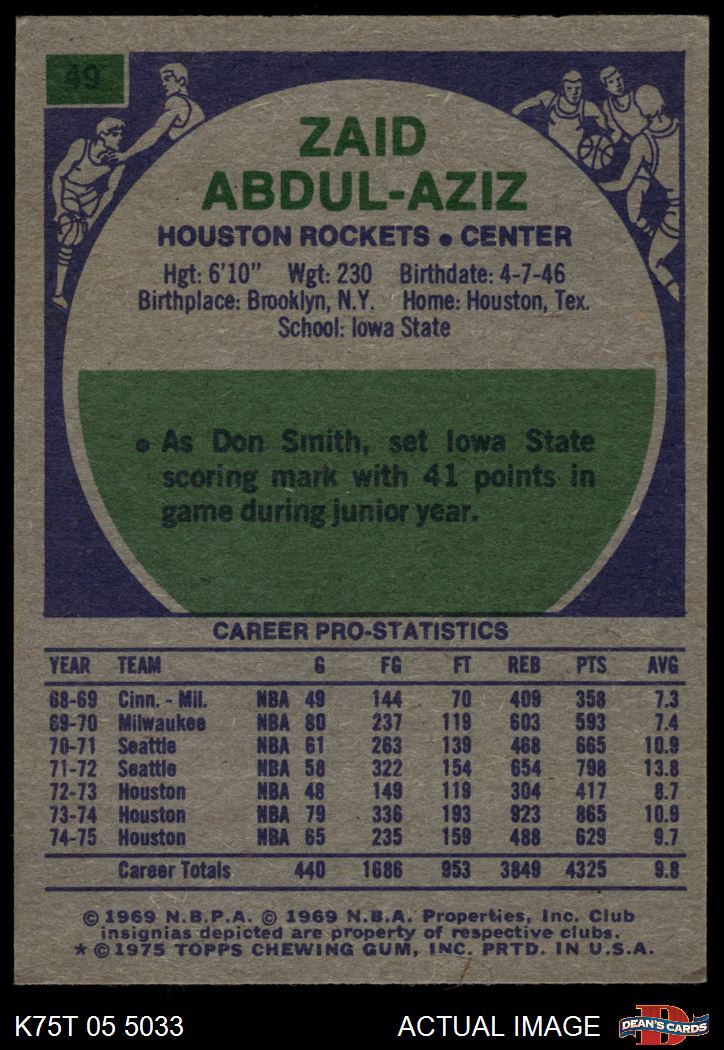 49
ZAID
ABDUL-AZIZ
HOUSTON ROCKETS • CENTER
Hgt: 6'10" Wgt: 230 Birthdate: 4-7-46
Birthplace: Brooklyn, N.Y. Home: Houston, Tex.
School: Iowa State
• As Don Smith, set Iowa State
scoring mark with 41 points in
game during junior year.
CAREER PRO-STATISTICS
YEAR TEAM G FG FT REB PTS AVG
68-69 Cinn. - Mil. NBA 49 144 70 409 358 7.3
69-70 Milwaukee NBA 80 237 119 603 593 7.4
70-71 Seattle NBA 61 263 139 468 665 10.9
71-72 Seattle NBA 58 322 154 654 798 13.8
72-73 Houston NBA 48 149 119 304 417 8.7
73-74 Houston NBA 79 336 193 923 865 10.9
74-75 Houston NBA 65 235 159 488 629 9.7
Career Totals 440 1686 953 3849 4325 9.8
© 1969 N.B.P.A. © 1969 N.B.A. Properties, Inc. Club
insignias depicted are property of respective clubs.
* © 1975 TOPPS CHEWING GUM, INC. PRTD. IN U.S.A.
K75T 05 5033 ACTUAL IMAGE
D
DEAN'S CARDS